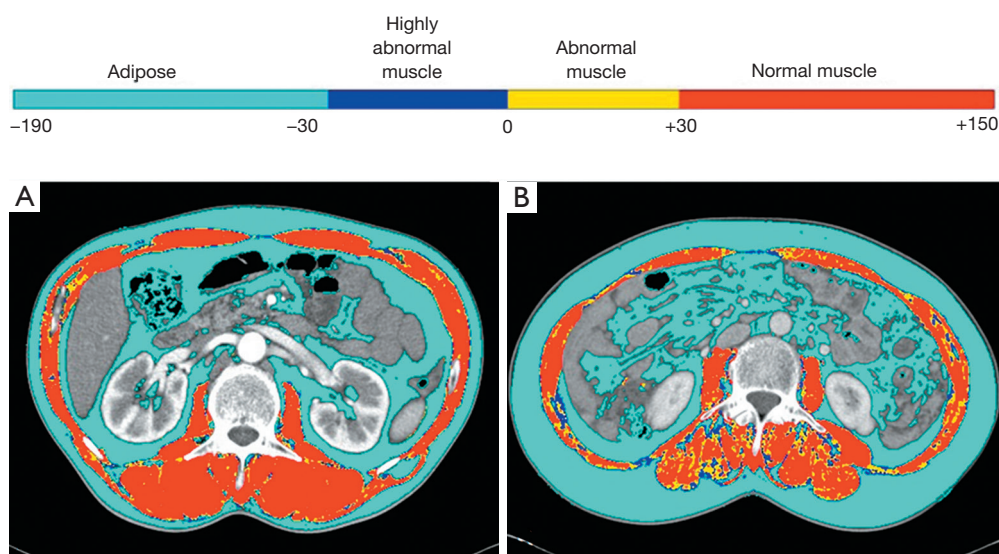 Highly
abnormal
muscle
Abnormal
muscle
Adipose
Normal muscle
−190
−30
0
+30
+150
A
B